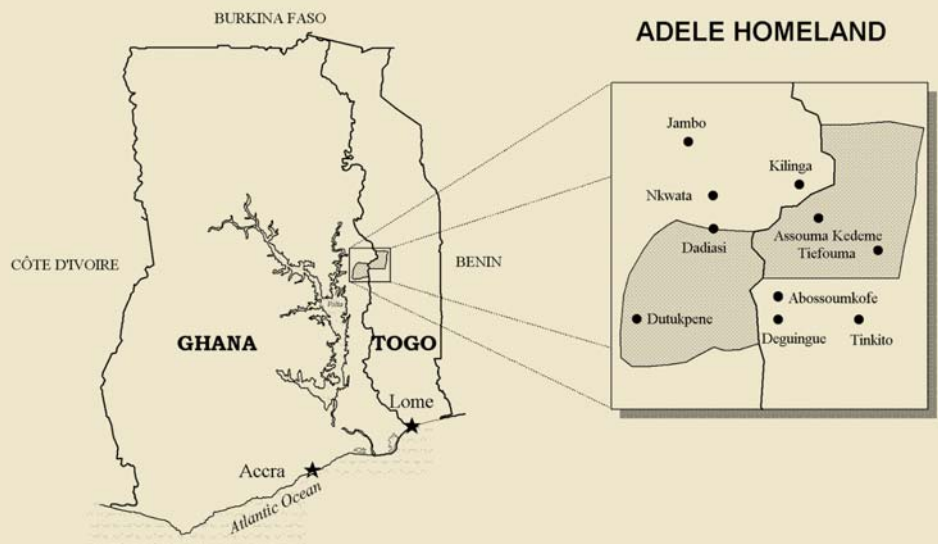 BURKINA FASO
ADELE HOMELAND
CÔTE D'IVOIRE
GHANA
TOGO
BENIN
Lome
Accra
Atlantic Ocean
Jambo
Kilinga
Nkwata
Dadiasi
Assouma Kedeme
Tiefouma
Abossoumkofe
Dutukpene
Deguingue
Tinkito